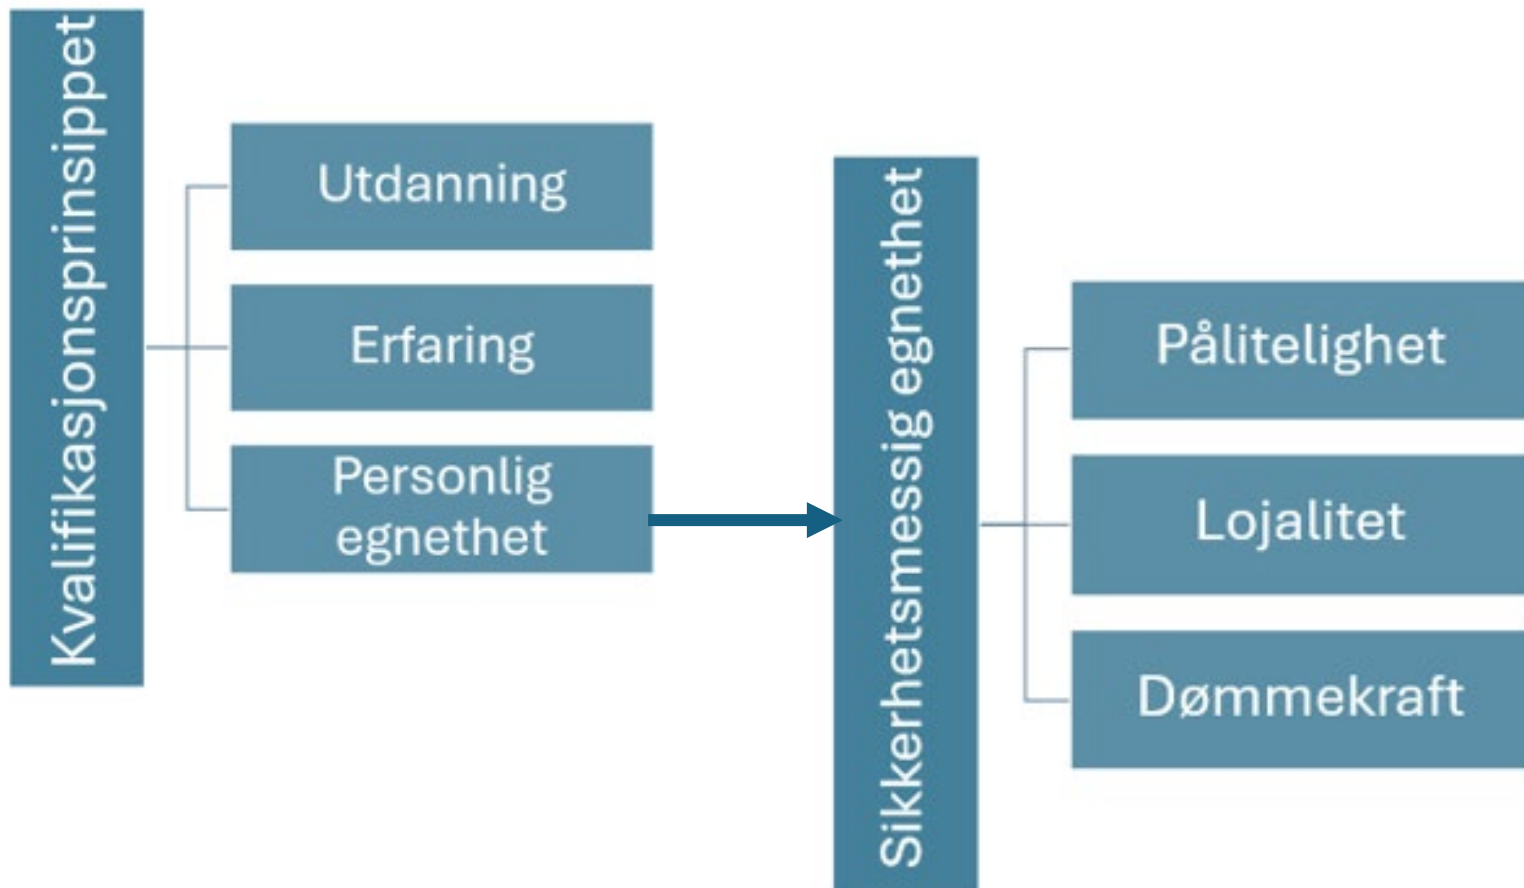 Kvalifikasjonsprinsippet
Utdanning
Erfaring
Personlig
egnethet
Sikkerhetsmessig egnethet
Pålitelighet
Lojalitet
Dømmekraft